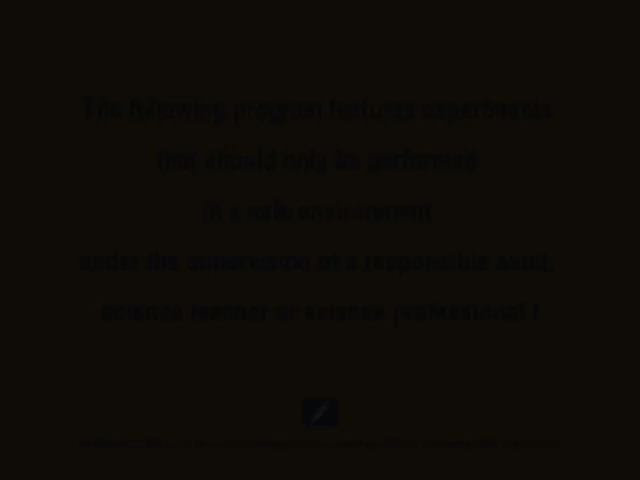 The following program features experiments
that should only be performed
in a safe environment
under the supervision of a responsible adult,
science teacher or science professional !